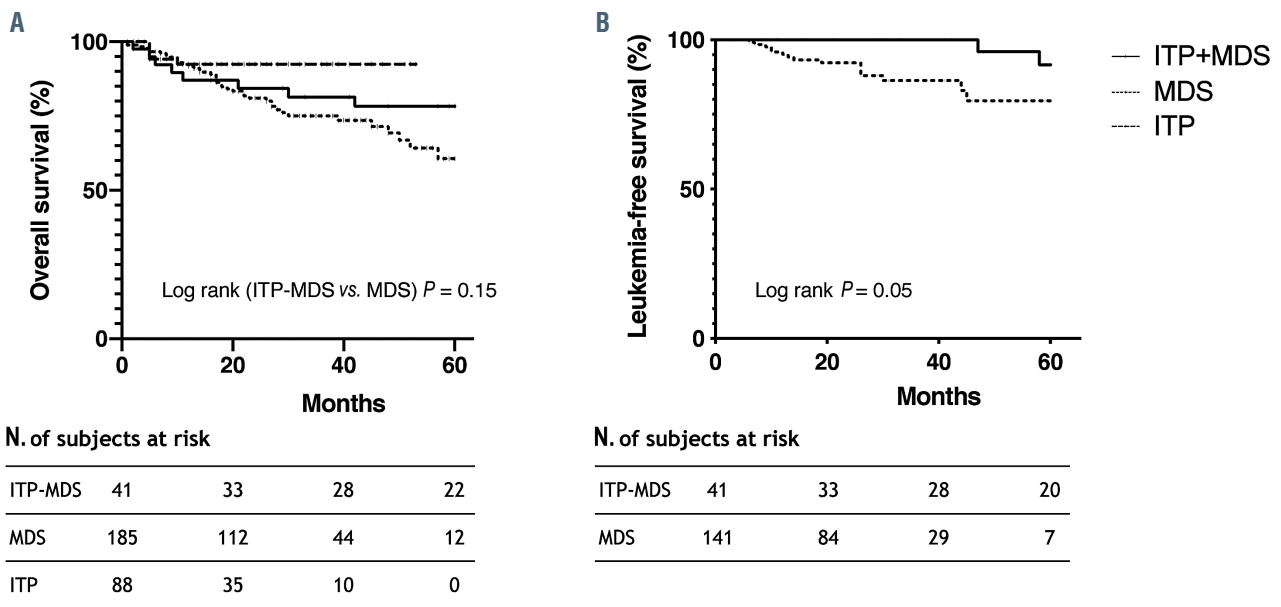 A
100
50
0
Overall survival (%)
Log rank (ITP-MDS vs. MDS) P = 0.15
0 20 40 60
Months
N. of subjects at risk
ITP-MDS 41 33 28 22
MDS 185 112 44 12
ITP 88 35 10 0
B
100
50
0
Leukemia-free survival (%)
Log rank P = 0.05
0 20 40 60
Months
ITP+MDS
MDS
ITP
N. of subjects at risk
ITP-MDS 41 33 28 20
MDS 141 84 29 7